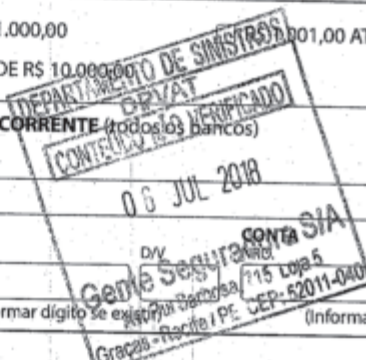 1.000,00
001,00 AT
DE R$ 10.000,00
DEPARTAMENTO DE SINISTROS
DPVAT
CORRENTE (todos os bancos)
CONTEÚDO NÃO VERIFICADO
06 JUL 2018
CONTA
D/V
NRO.
Gente Seguradora S/A
Rui Barbosa 115 Loja 5
rmar dígito se existir)
(Informa
Graças - Recife / PE CEP: 52011-040